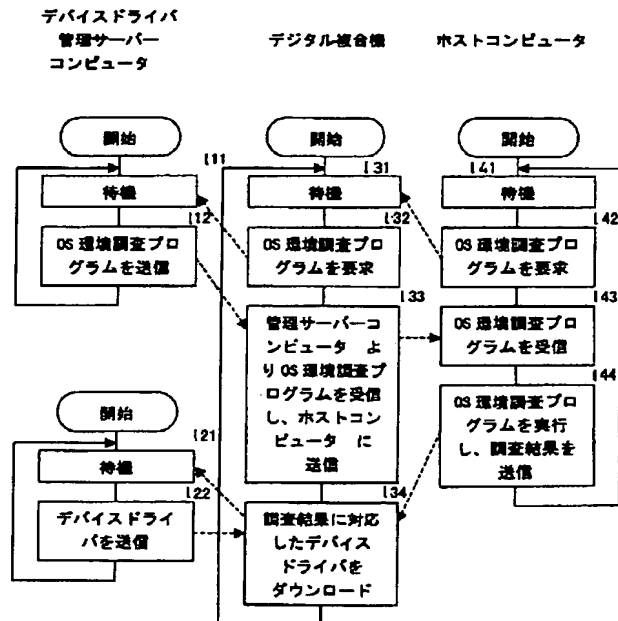 デバイスドライバ
管理サーバー
コンピュータ
デジタル複合機
ホストコンピュータ
開始
11
待機
12
OS環境調査プロ
グラムを送信
開始
21
待機
22
デバイスドライ
バを送信
開始
31
待機
32
OS環境調査プロ
グラムを要求
33
管理サーバーコ
ンピュータ よ
り OS環境調査プ
ログラムを受信
し、ホストコン
ピュータ に
送信
34
調査結果に対応
したデバイス
ドライバを
ダウンロード
開始
41
待機
42
OS環境調査プロ
グラムを要求
43
OS環境調査プロ
グラムを受信
44
OS環境調査プロ
グラムを実行
し、調査結果を
送信